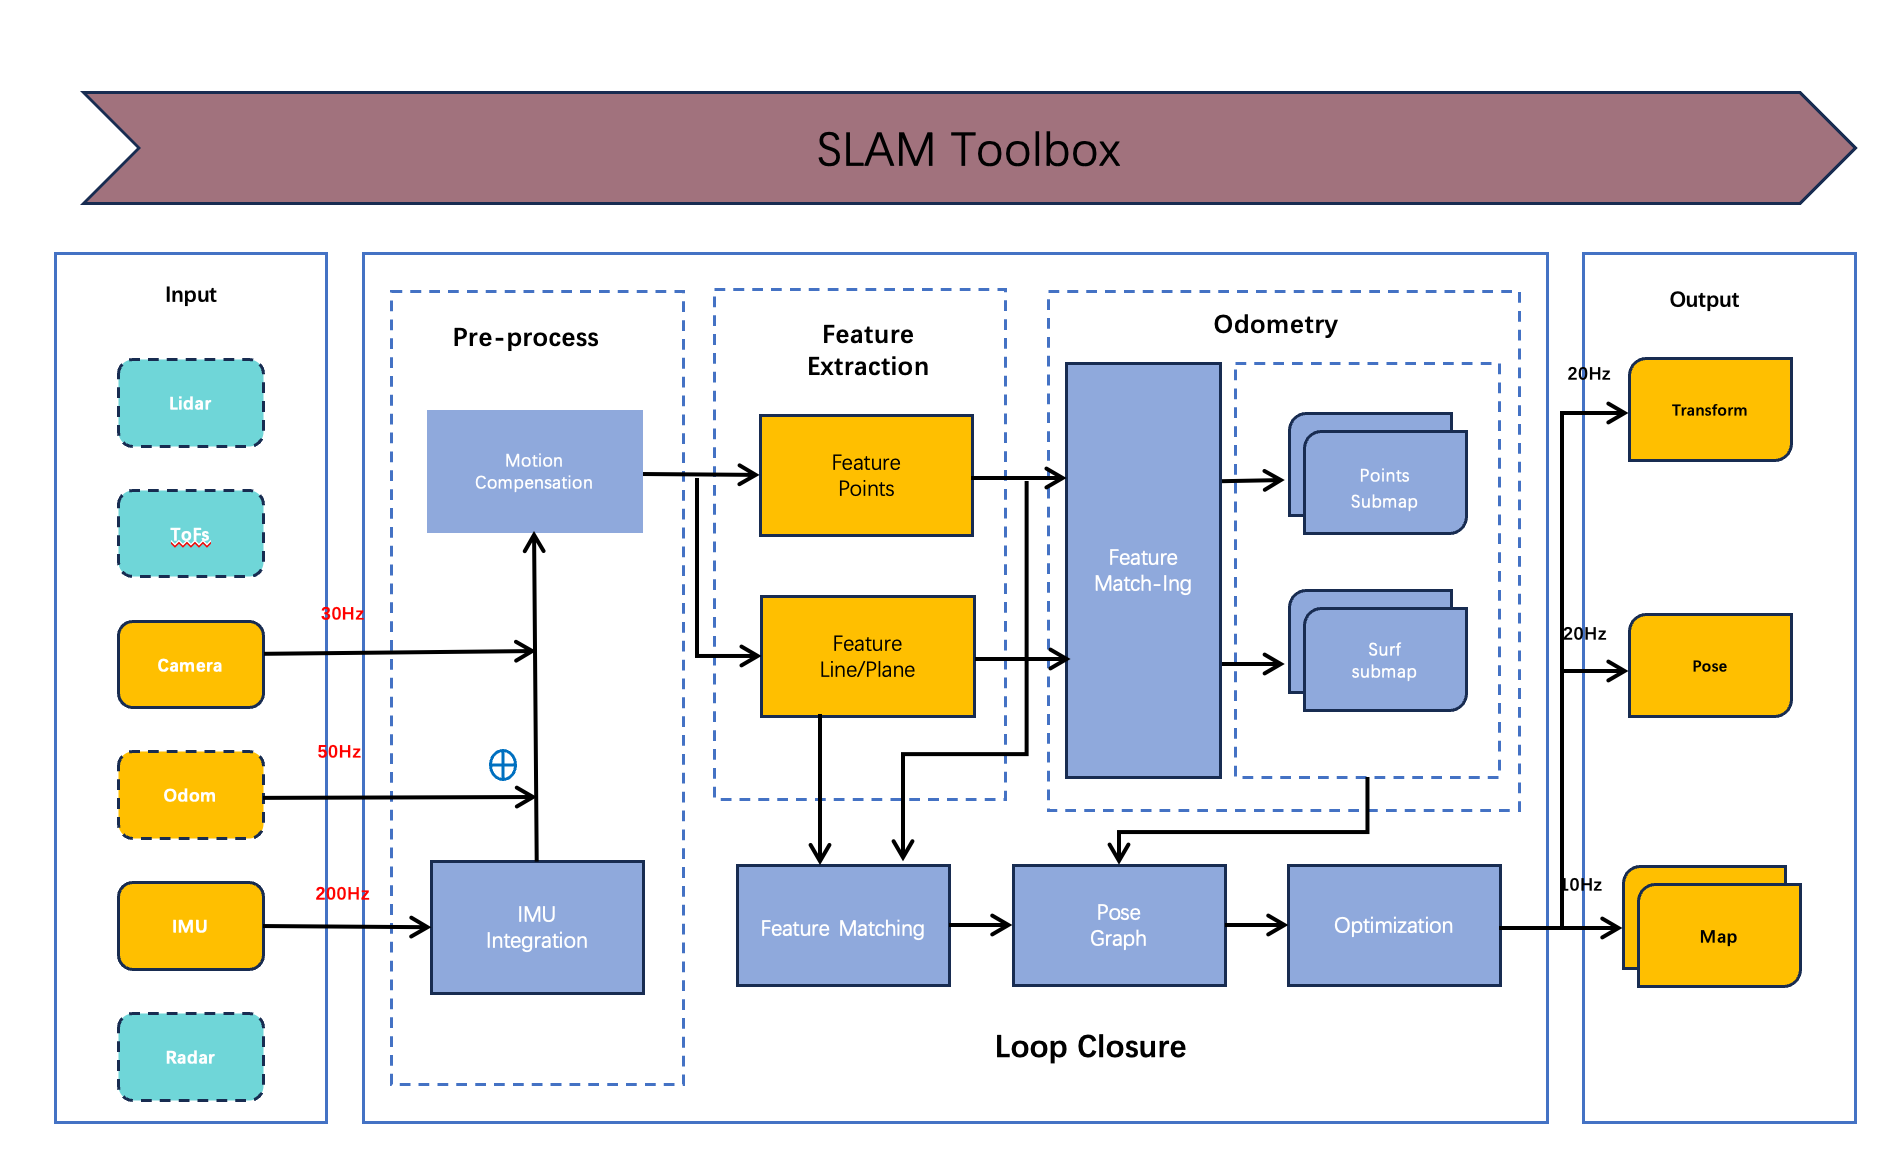 SLAM Toolbox
Input
Lidar
ToFs
Camera
Odom
IMU
Radar
30Hz
50Hz
200Hz
Pre-process
Motion
Compensation
IMU
Integration
Feature
Extraction
Feature
Points
Feature
Line/Plane
Odometry
Feature
Match-Ing
Points
Submap
Surf
submap
Feature Matching
Pose
Graph
Optimization
Loop Closure
Output
20Hz
Transform
20Hz
Pose
10Hz
Map